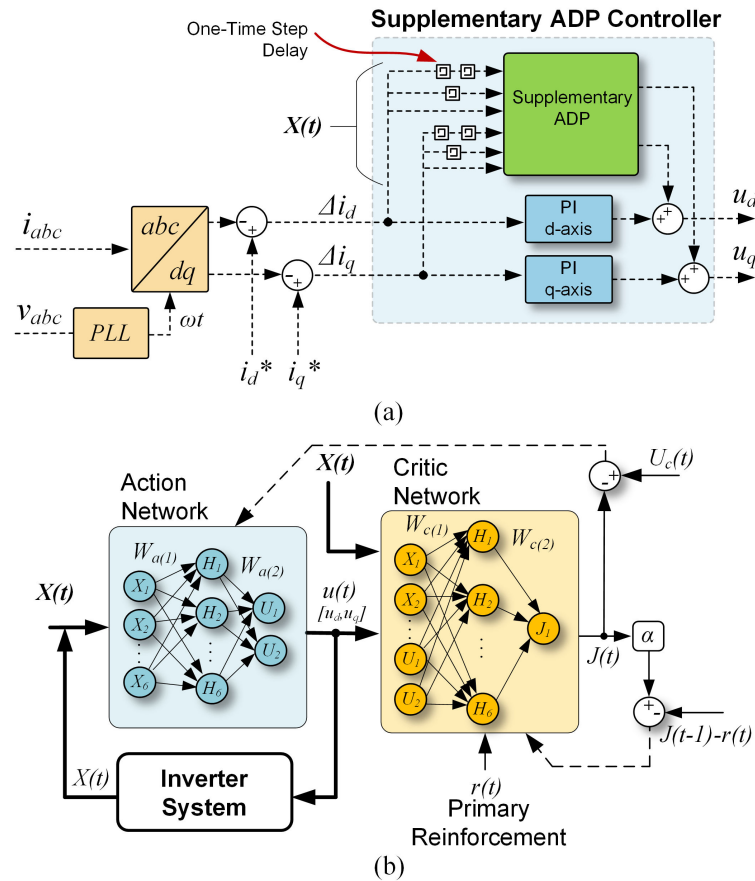 Supplementary ADP Controller
One-Time Step
Delay
X(t)
Supplementary
ADP
i_abc
abc
dq
- +
Δi_d
PI
d-axis
+ +
u_d
- +
Δi_q
PI
q-axis
+ +
u_q
v_abc
PLL
ωt
i_d*
i_q*
(a)
Action
Network
X(t)
Critic
Network
- +
U_c(t)
W_a(1)
W_a(2)
W_c(1)
W_c(2)
X(t)
X_1
X_2
X_6
H_1
H_2
H_6
U_1
U_2
u(t)
[u_d,u_q]
X_1
X_2
U_1
U_2
H_1
H_2
H_6
J_1
J(t)
α
+ -
J(t-1)-r(t)
X(t)
Inverter
System
r(t)
Primary
Reinforcement
(b)